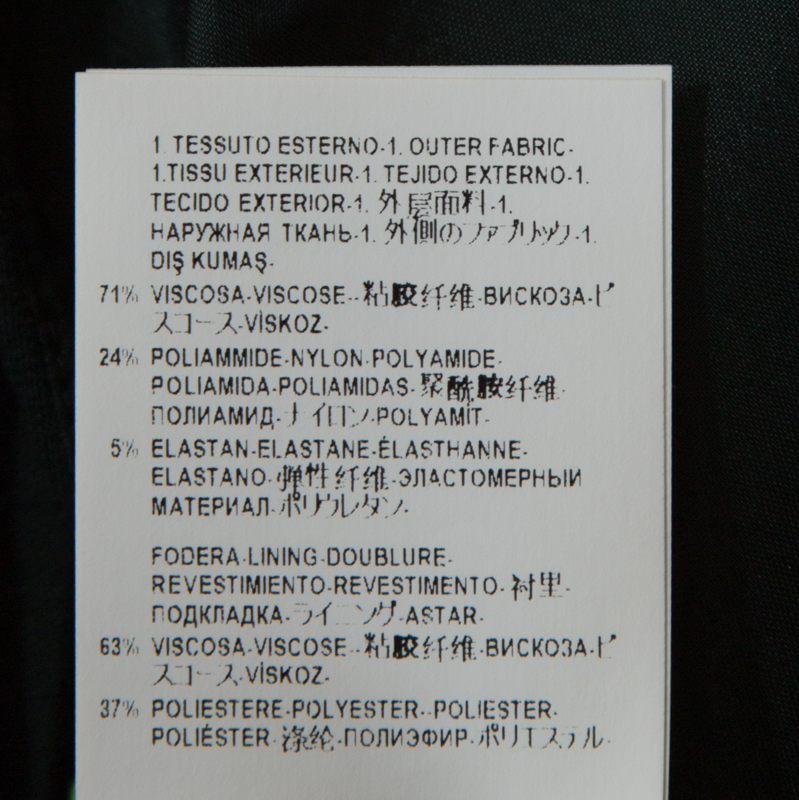 1. TESSUTO ESTERNO-1. OUTER FABRIC-
1.TISSU EXTERIEUR-1. TEJIDO EXTERNO-1.
TECIDO EXTERIOR-1. 外层面料-1.
НАРУЖНАЯ ТКАНЬ-1. 外側のファブリック-1.
DIŞ KUMAŞ-
71% VISCOSA-VISCOSE--粘胶纤维-ВИСКОЗА-ビ
スコース-VİSKOZ-
24% POLIAMMIDE-NYLON-POLYAMIDE-
POLIAMIDA-POLIAMIDAS-聚酰胺纤维-
ПОЛИАМИД-ナイロン-POLYAMİT-
5% ELASTAN-ELASTANE-ÉLASTHANNE-
ELASTANO-弹性纤维-ЭЛАСТОМЕРНЫЙ
МАТЕРИАЛ-ポリウレタン-
FODERA-LINING-DOUBLURE-
REVESTIMIENTO-REVESTIMENTO-衬里-
ПОДКЛАДКА-ライニング-ASTAR-
63% VISCOSA-VISCOSE--粘胶纤维-ВИСКОЗА-ビ
スコース-VİSKOZ-
37% POLIESTERE-POLYESTER--POLIESTER-
POLIÉSTER-涤纶-ПОЛИЭФИР-ポリエステル-